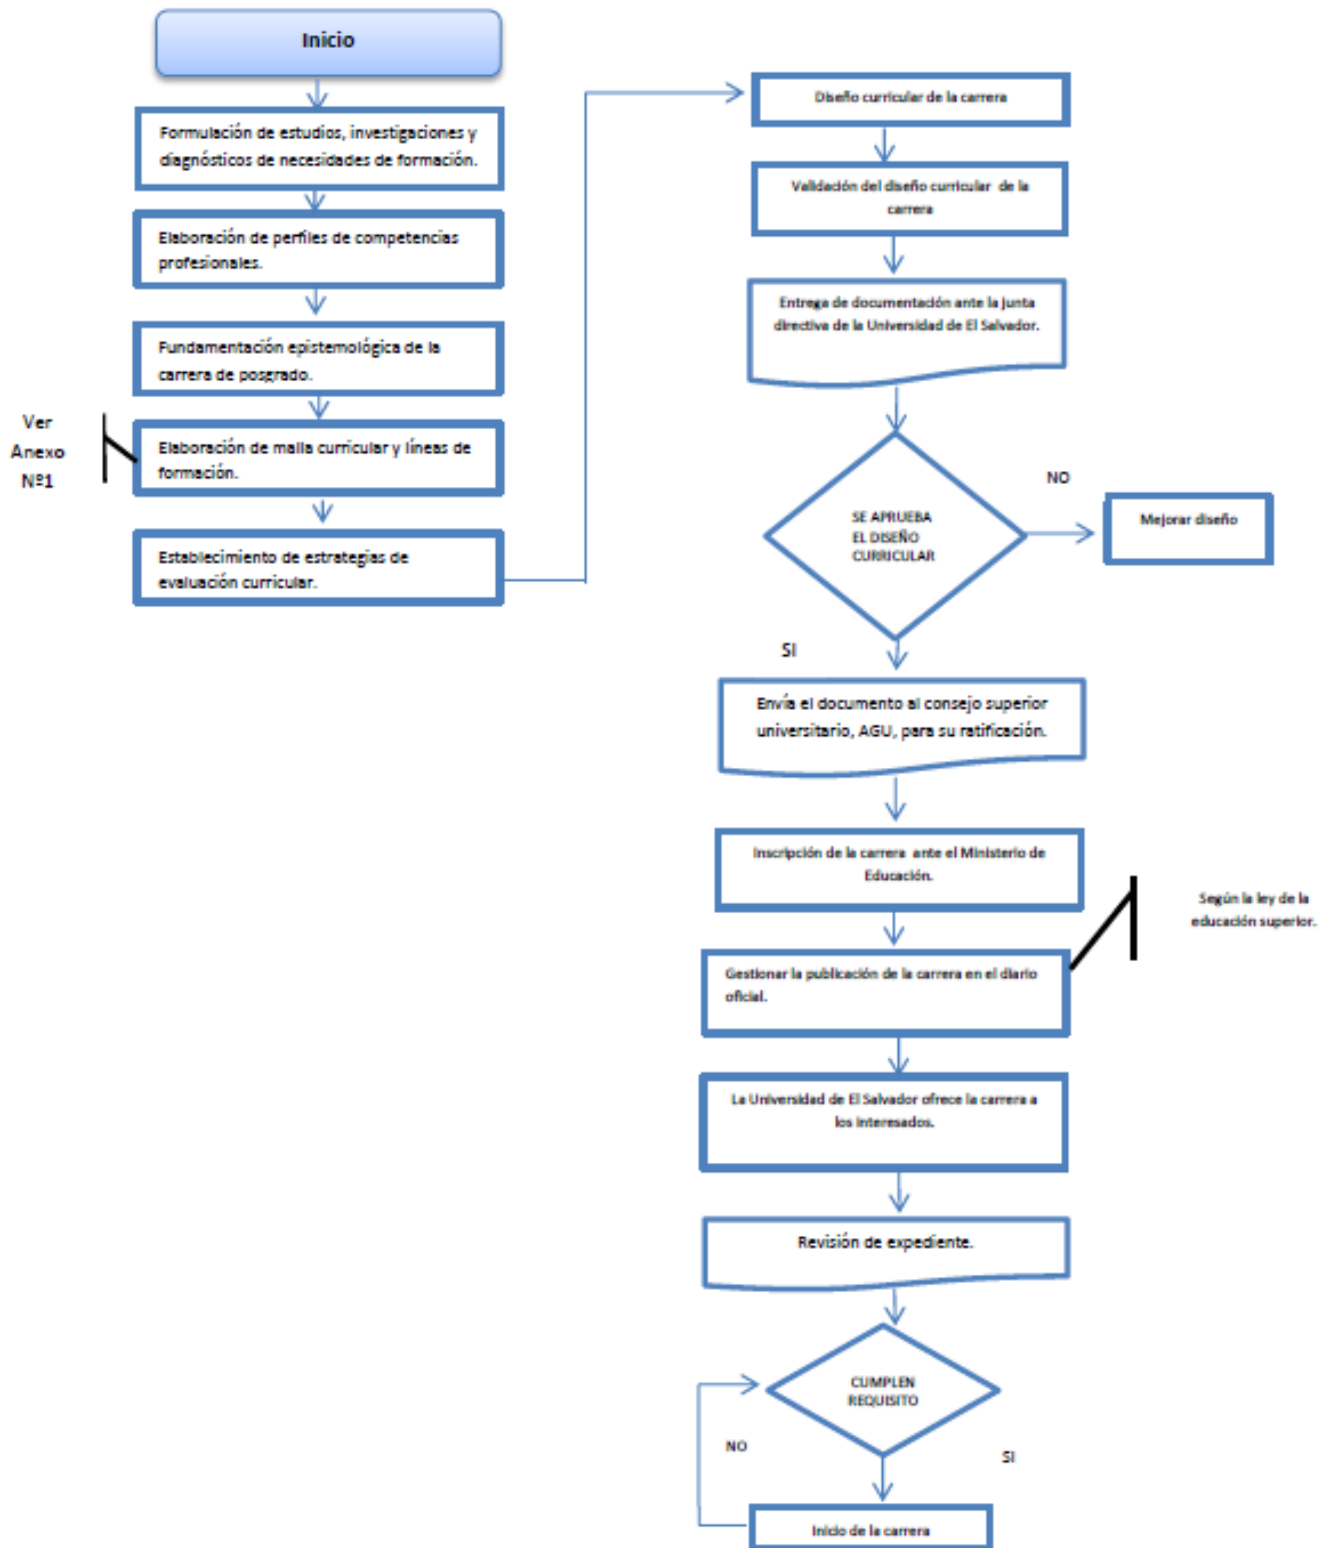 Inicio
Formulación de estudios, investigaciones y
diagnósticos de necesidades de formación.
Elaboración de perfiles de competencias
profesionales.
Fundamentación epistemológica de la
carrera de posgrado.
Ver
Anexo
Nº1
Elaboración de malla curricular y líneas de
formación.
Establecimiento de estrategias de
evaluación curricular.
Diseño curricular de la carrera
Validación del diseño curricular de la
carrera
Entrega de documentación ante la junta
directiva de la Universidad de El Salvador.
SE APRUEBA
EL DISEÑO
CURRICULAR
NO
Mejorar diseño
SI
Envía el documento al consejo superior
universitario, AGU, para su ratificación.
Inscripción de la carrera ante el Ministerio de
Educación.
Según la ley de la
educación superior.
Gestionar la publicación de la carrera en el diario
oficial.
La Universidad de El Salvador ofrece la carrera a
los interesados.
Revisión de expediente.
CUMPLEN
REQUISITO
NO
SI
Inicio de la carrera